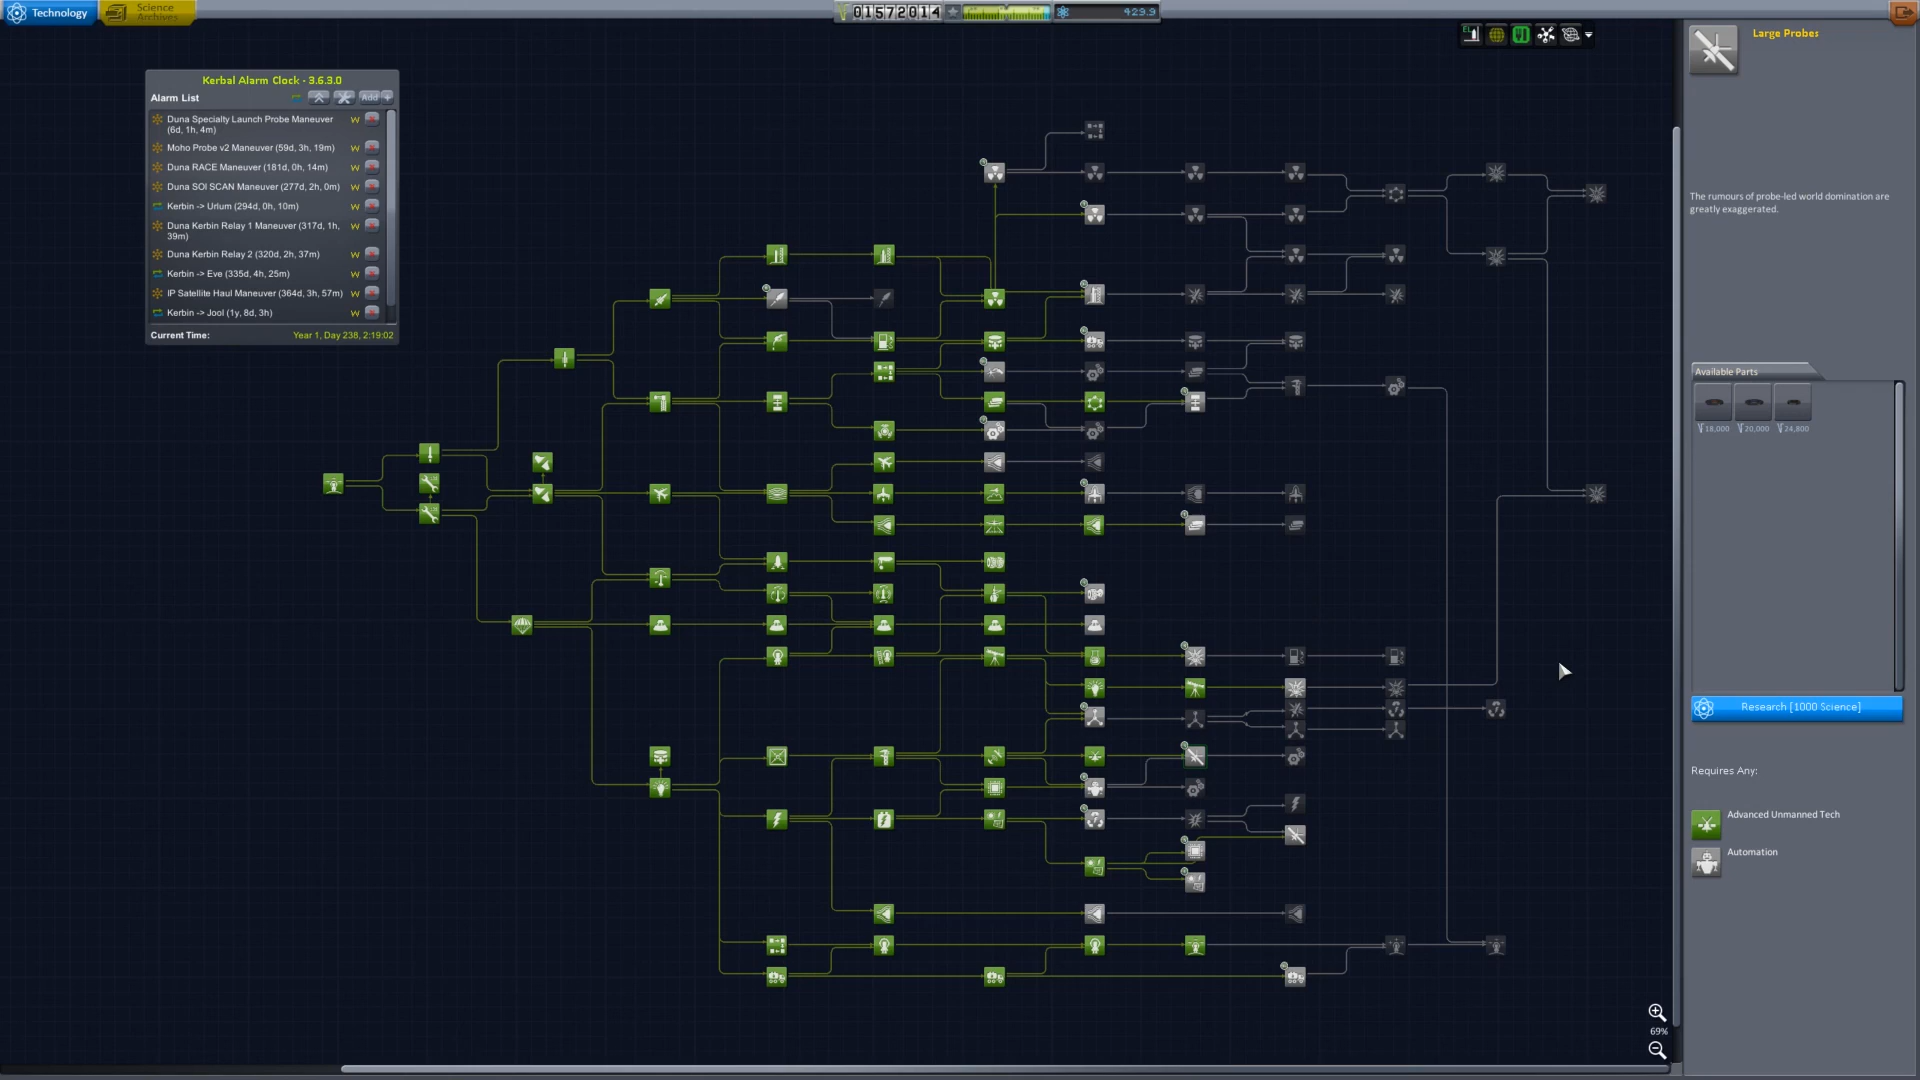 Technology
Science
Archives
01572014
429.9
Large Probes
Kerbal Alarm Clock - 3.6.3.0
Alarm List
Add
+
Duna Specialty Launch Probe Maneuver
(6d, 1h, 4m)
Moho Probe v2 Maneuver (59d, 3h, 19m)
Duna RACE Maneuver (181d, 0h, 14m)
Duna SOI SCAN Maneuver (277d, 2h, 0m)
Kerbin -> Urlum (294d, 0h, 10m)
Duna Kerbin Relay 1 Maneuver (317d, 1h,
39m)
Duna Kerbin Relay 2 (320d, 2h, 37m)
Kerbin -> Eve (335d, 4h, 25m)
IP Satellite Haul Maneuver (364d, 3h, 57m)
Kerbin -> Jool (1y, 8d, 3h)
Current Time:
Year 1, Day 238, 2:19:02
EL
The rumours of probe-led world domination are
greatly exaggerated.
Available Parts
18,000
20,000
24,800
Research [1000 Science]
Requires Any:
Advanced Unmanned Tech
Automation
69%